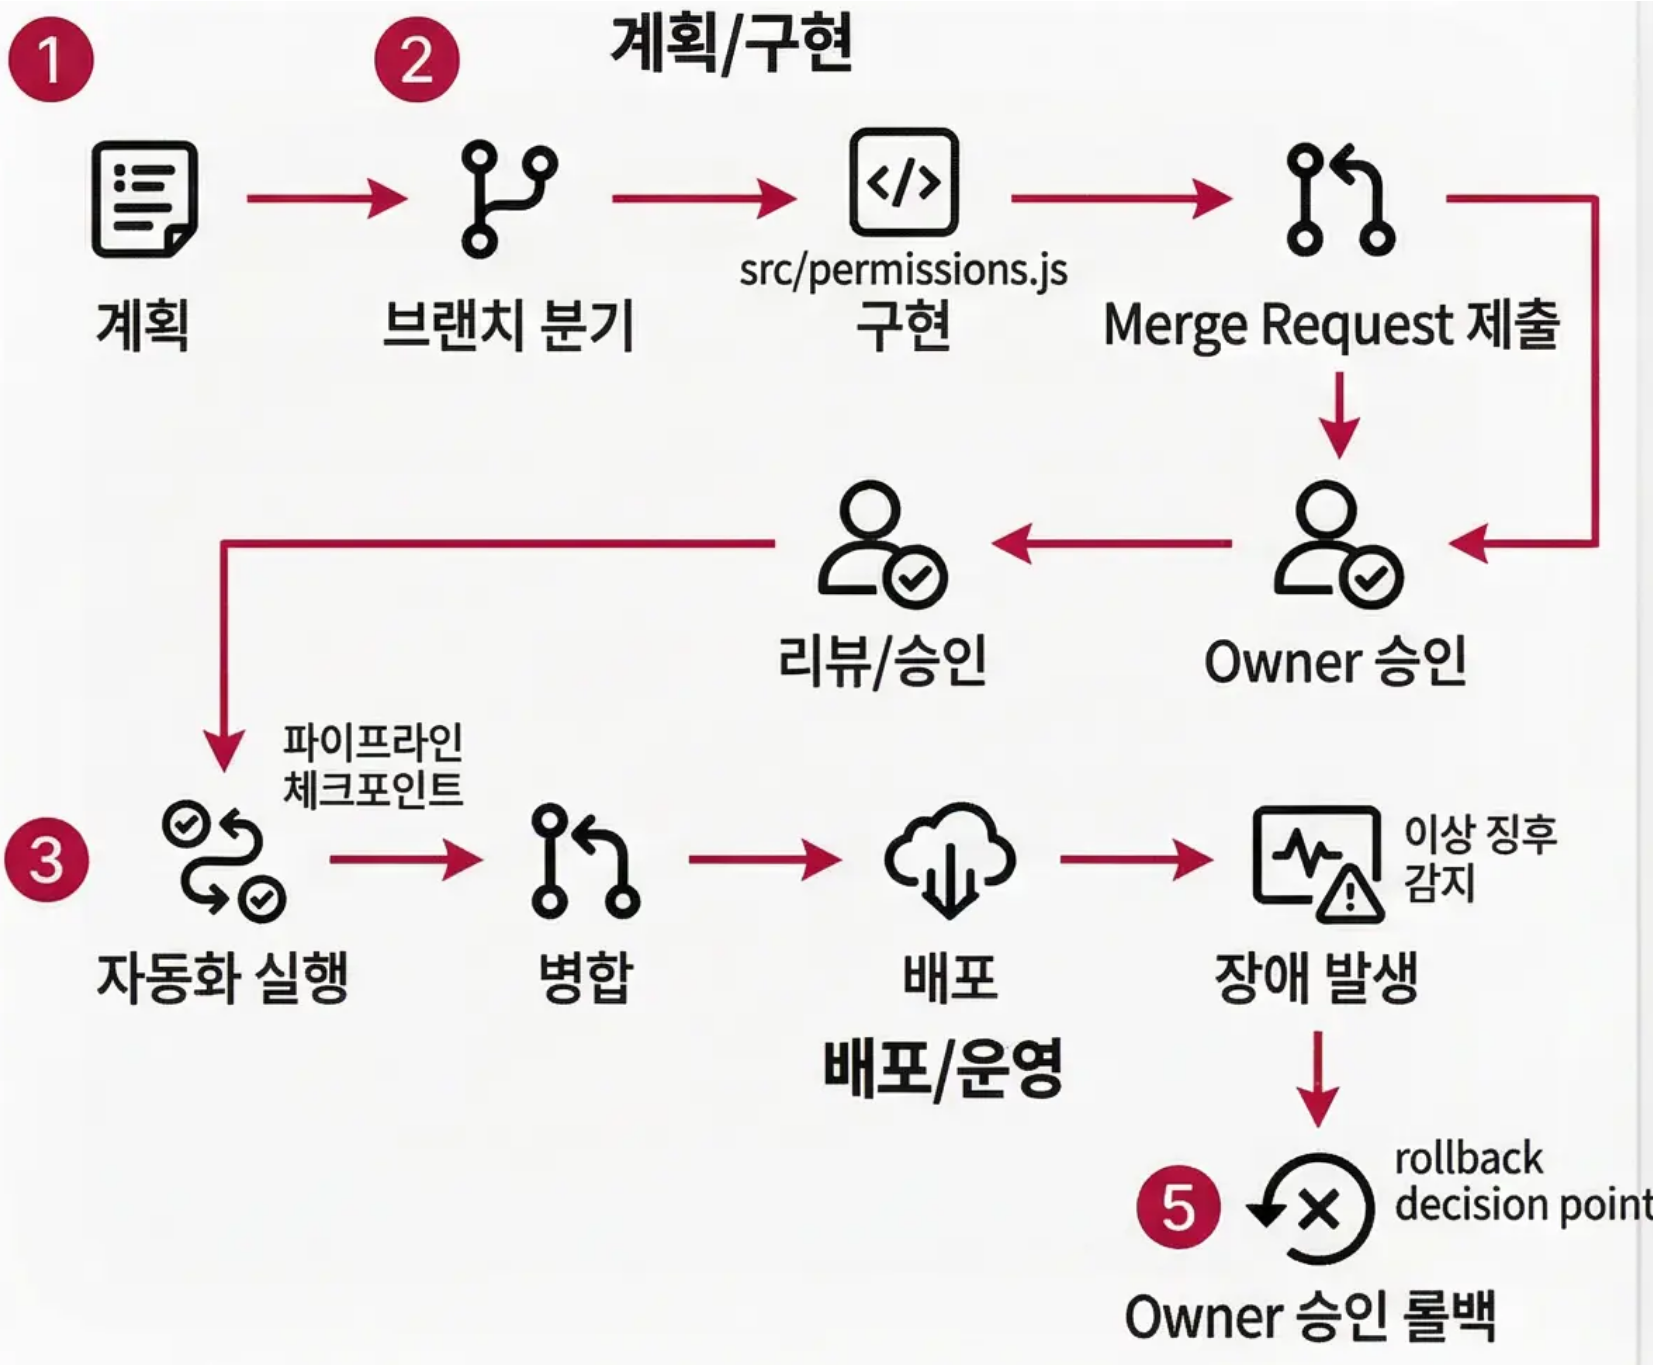 1
2
계획/구현
계획
브랜치 분기
</>
src/permissions.js
구현
Merge Request 제출
리뷰/승인
Owner 승인
파이프라인
체크포인트
3
자동화 실행
병합
배포
이상 징후
감지
장애 발생
배포/운영
5
rollback
decision point
Owner 승인 롤백